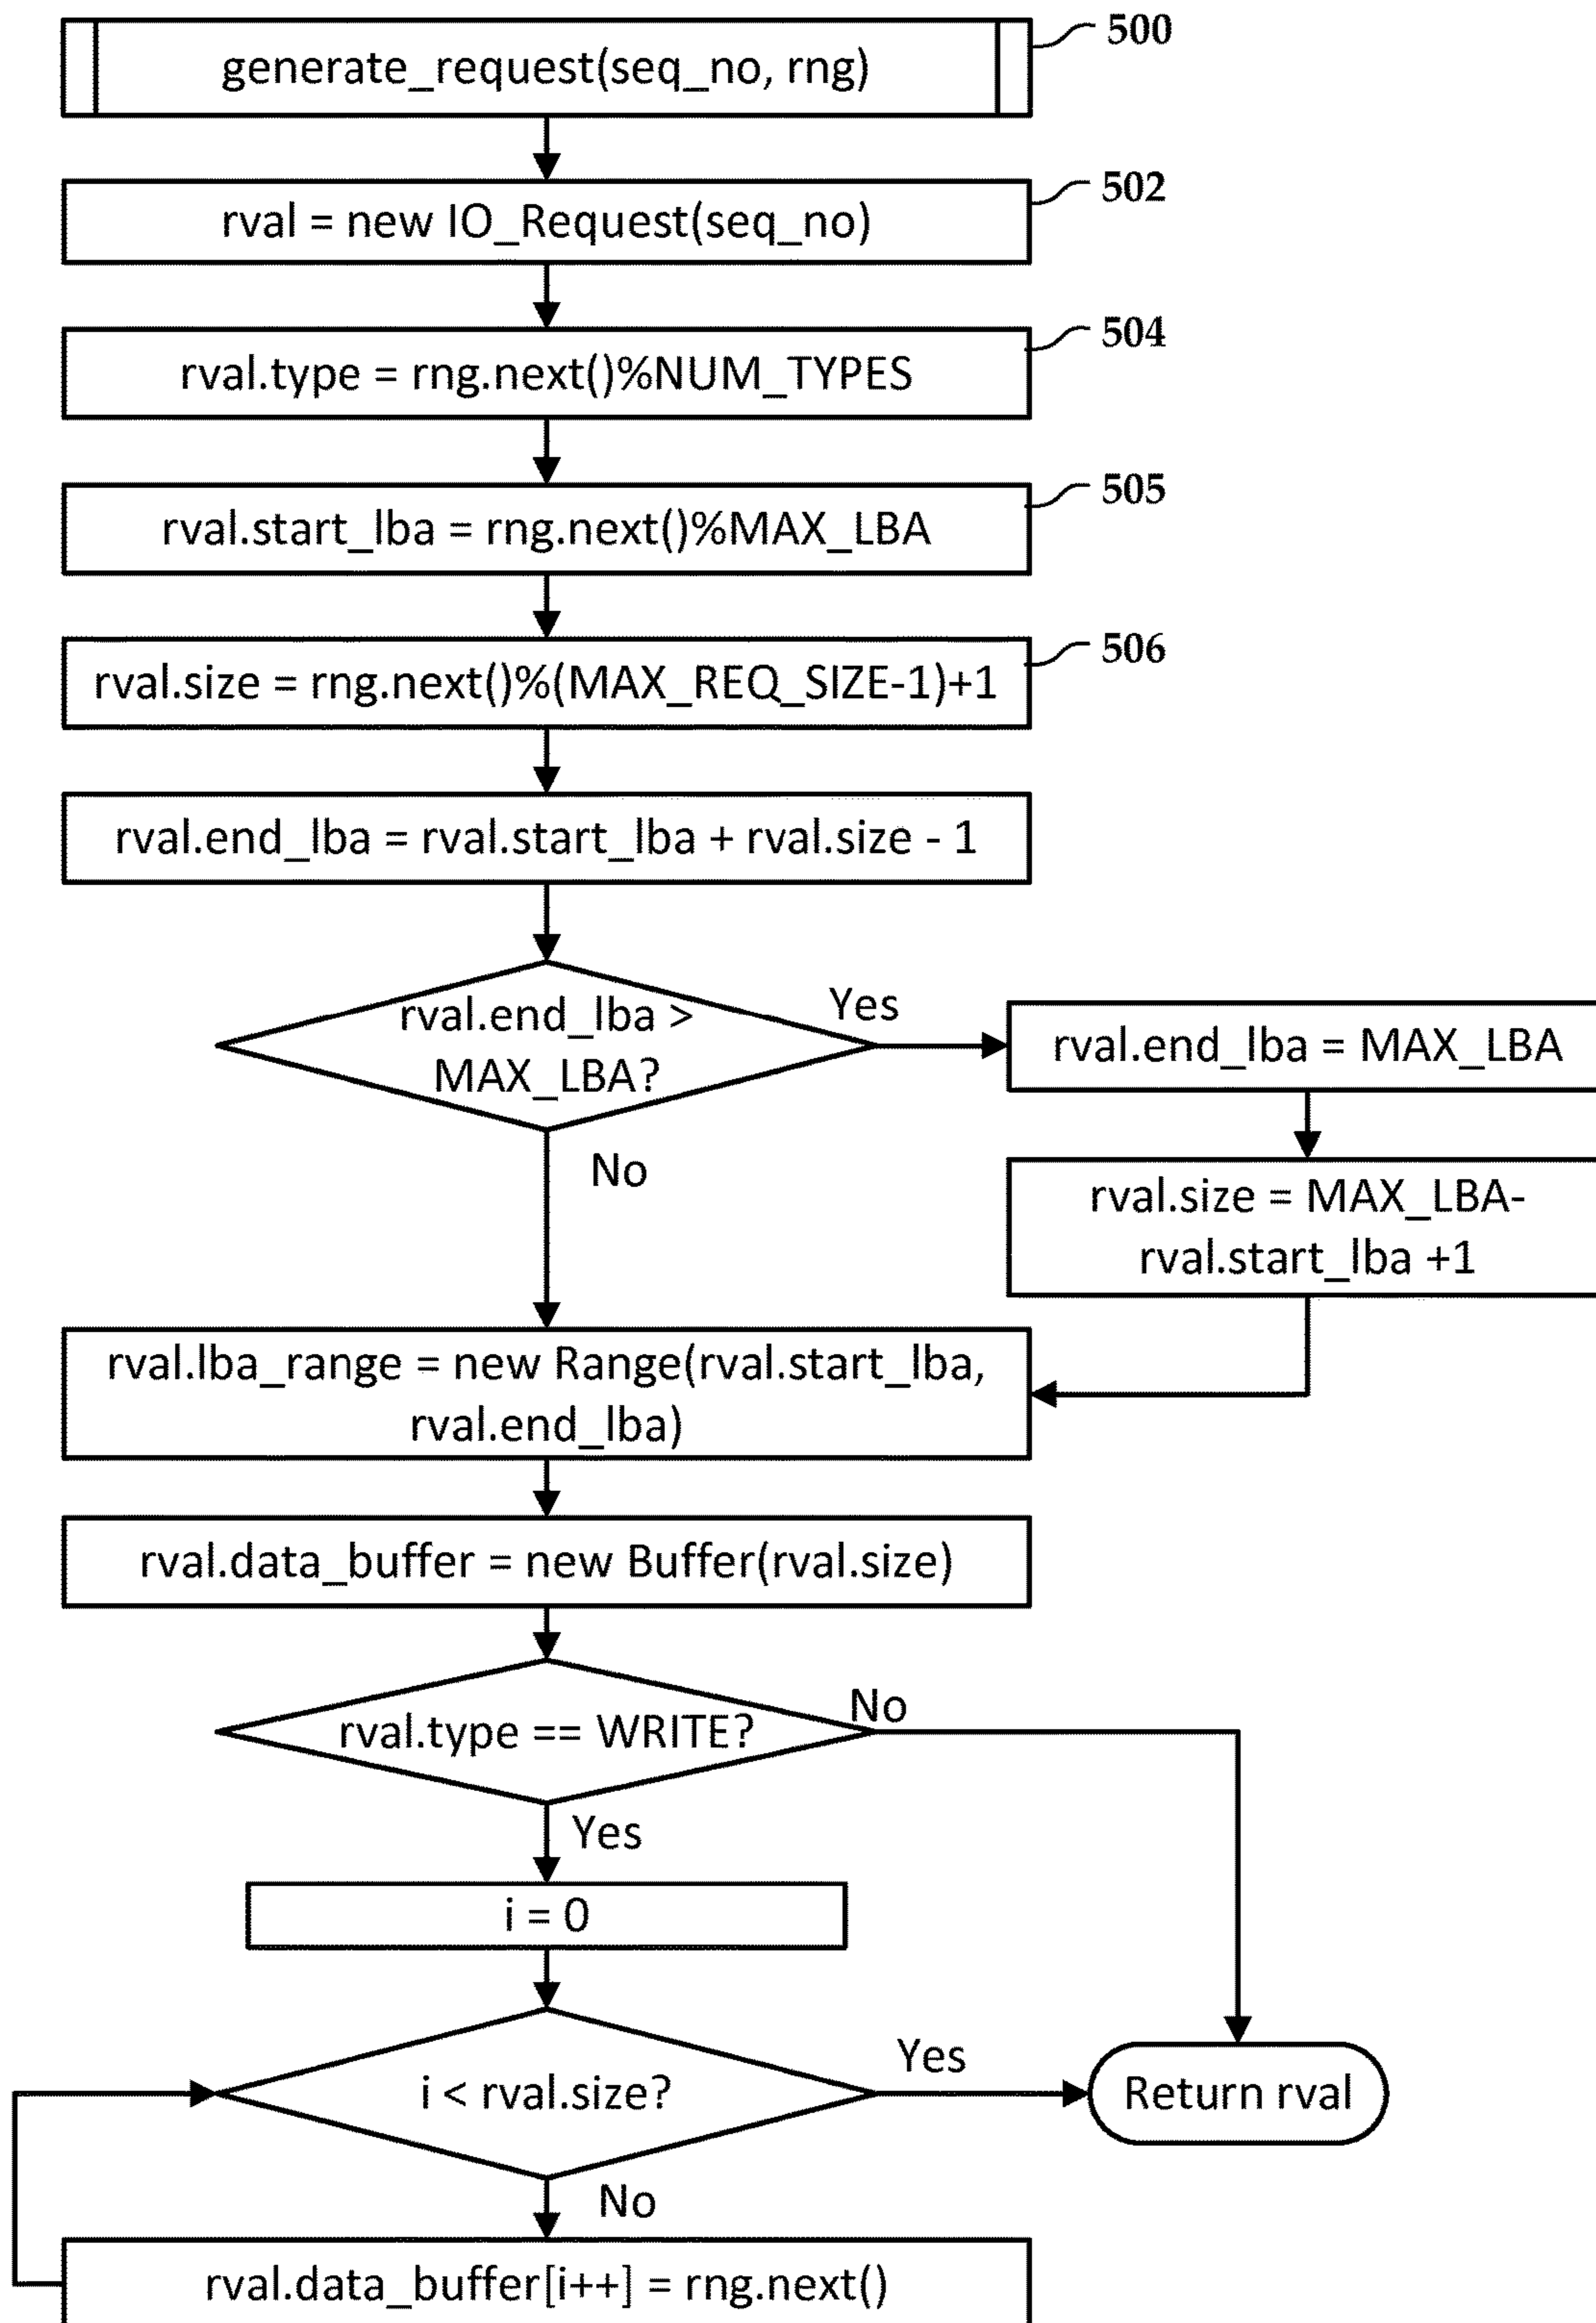 generate_request(seq_no, rng)
500
rval = new IO_Request(seq_no)
502
rval.type = rng.next()%NUM_TYPES
504
rval.start_lba = rng.next()%MAX_LBA
505
rval.size = rng.next()%(MAX_REQ_SIZE-1)+1
506
rval.end_lba = rval.start_lba + rval.size - 1
rval.end_lba >
MAX_LBA?
Yes
rval.end_lba = MAX_LBA
No
rval.size = MAX_LBA-
rval.start_lba +1
rval.lba_range = new Range(rval.start_lba,
rval.end_lba)
rval.data_buffer = new Buffer(rval.size)
rval.type == WRITE?
No
Yes
i = 0
i < rval.size?
Yes
Return rval
No
rval.data_buffer[i++] = rng.next()